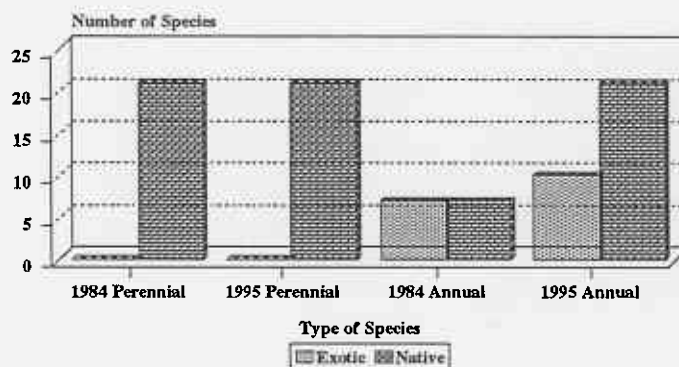 Number of Species
25
20
15
10
5
0
1984 Perennial 1995 Perennial 1984 Annual 1995 Annual
Type of Species
Exotic Native